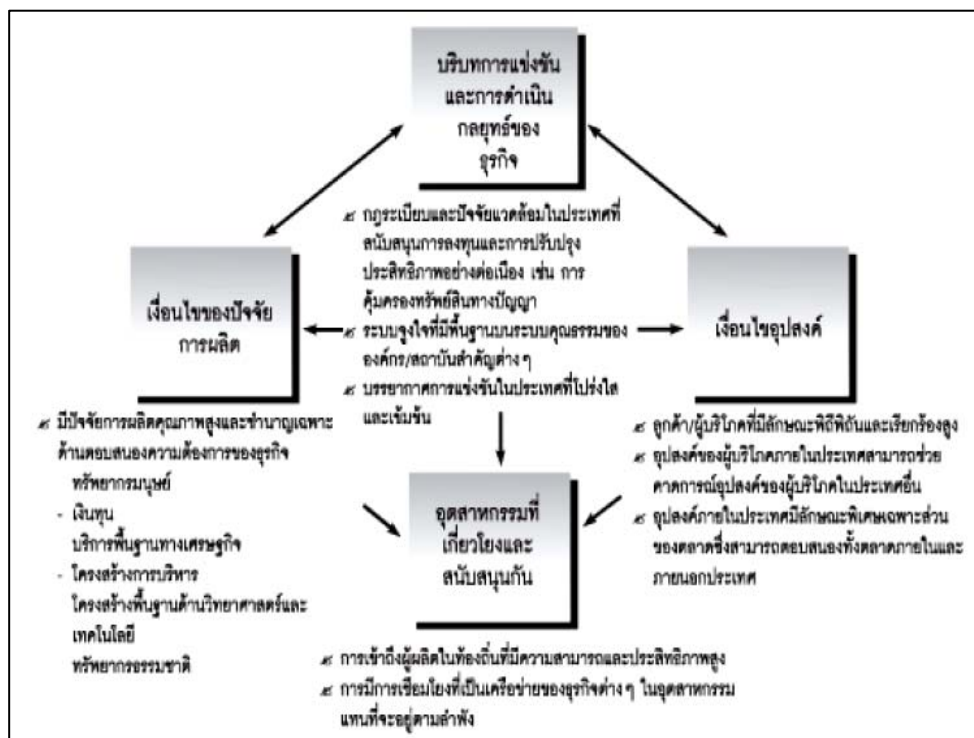 บริบทการแข่งขัน
และการดำเนิน
กลยุทธ์ของ
ธุรกิจ
กฎระเบียบและปัจจัยแวดล้อมในประเทศที่
สนับสนุนการลงทุนและการปรับปรุง
ประสิทธิภาพอย่างต่อเนื่อง เช่น การ
คุ้มครองทรัพย์สินทางปัญญา
ระบบจูงใจที่มีพื้นฐานบนระบบคุณธรรมของ
องค์กร/สถาบันสำคัญต่างๆ
บรรยากาศการแข่งขันในประเทศที่โปร่งใส
และเข้มข้น
เงื่อนไขของปัจจัย
การผลิต
มีปัจจัยการผลิตคุณภาพสูงและชำนาญเฉพาะ
ด้านตอบสนองความต้องการของธุรกิจ
ทรัพยากรมนุษย์
- เงินทุน
บริการพื้นฐานทางเศรษฐกิจ
- โครงสร้างการบริหาร
โครงสร้างพื้นฐานด้านวิทยาศาสตร์และ
เทคโนโลยี
ทรัพยากรธรรมชาติ
เงื่อนไขอุปสงค์
ลูกค้า/ผู้บริโภคที่มีลักษณะพิถีพิถันและเรียกร้องสูง
อุปสงค์ของผู้บริโภคภายในประเทศสามารถช่วย
คาดการณ์อุปสงค์ของผู้บริโภคในประเทศอื่น
อุปสงค์ภายในประเทศมีลักษณะพิเศษเฉพาะส่วน
ของตลาดซึ่งสามารถตอบสนองทั้งตลาดภายในและ
ภายนอกประเทศ
อุตสาหกรรมที่
เกี่ยวโยงและ
สนับสนุนกัน
การเข้าถึงผู้ผลิตในท้องถิ่นที่มีความสามารถและประสิทธิภาพสูง
การมีการเชื่อมโยงที่เป็นเครือข่ายของธุรกิจต่างๆ ในอุตสาหกรรม
แทนที่จะอยู่ตามลำพัง